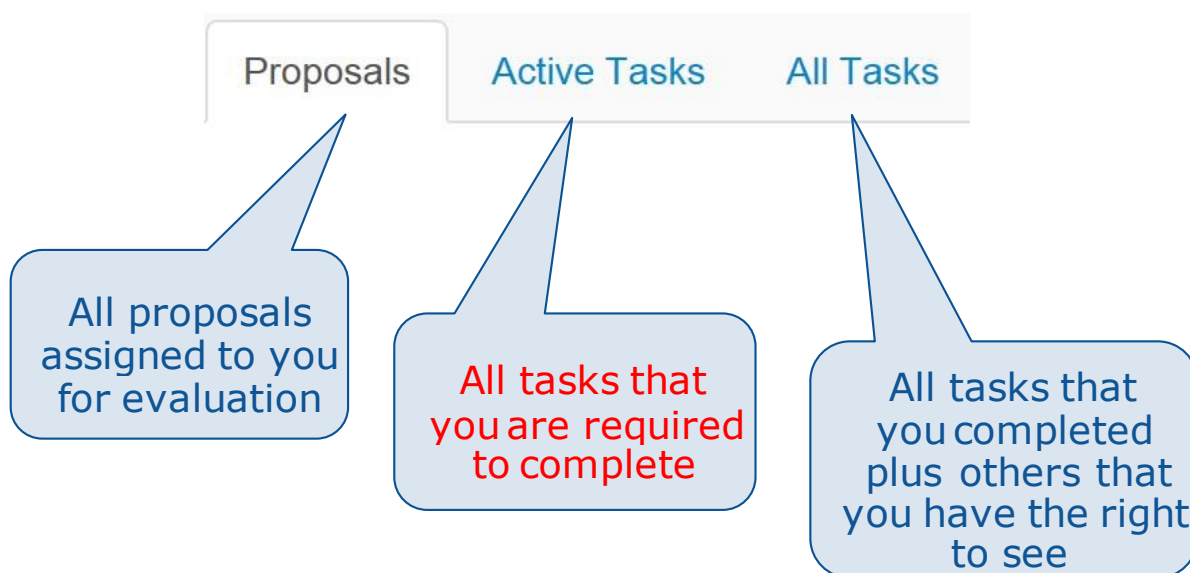 Proposals Active Tasks All Tasks
All proposals
assigned to you
for evaluation
All tasks that
you are required
to complete
All tasks that
you completed
plus others that
you have the right
to see